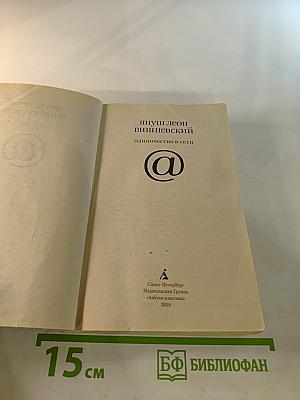 ЯНУШ ЛЕОН
ВИШНЕВСКИЙ
ОДИНОЧЕСТВО В СЕТИ
@
Санкт-Петербург
Издательская Группа
«Азбука-классика»
2010
15 СМ
БФ БИБЛИОФАН